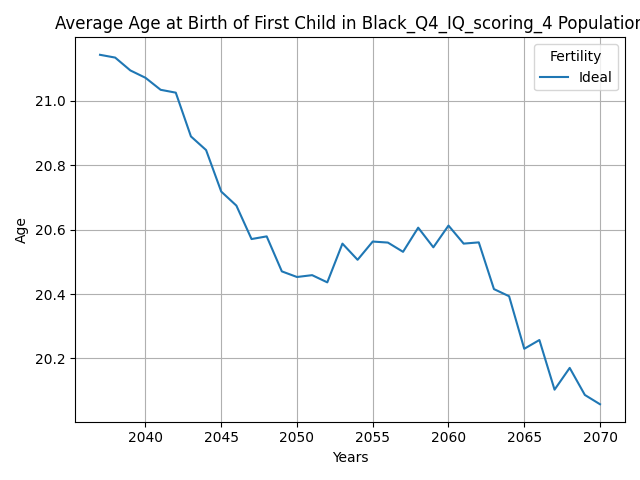 Average Age at Birth of First Child in Black_Q4_IQ_scoring_4 Population
Fertility
Ideal
21.0
20.8
20.6
20.4
20.2
Age
2040 2045 2050 2055 2060 2065 2070
Years